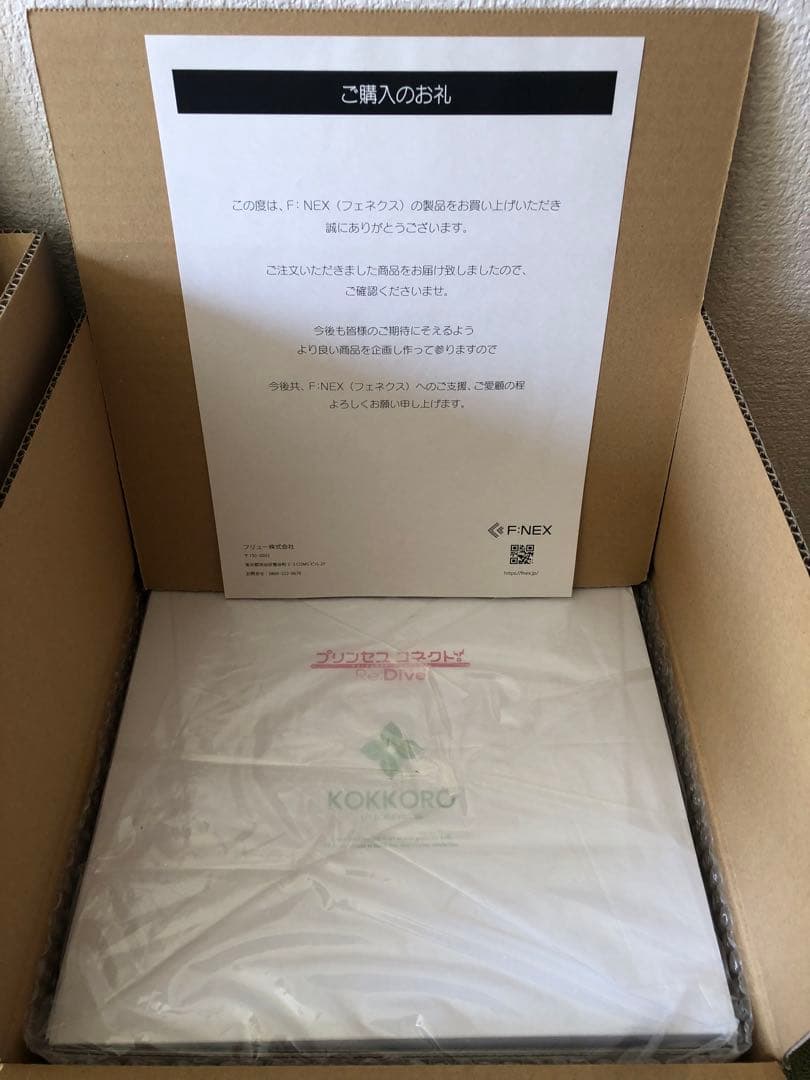 ご購入のお礼
この度は、F:NEX（フェネクス）の製品をお買い上げいただき
誠にありがとうございます。
ご注文いただきました商品をお届け致しましたので、
ご確認くださいませ。
今後も皆様のご期待にそえるよう
より良い商品を企画し作って参りますので
今後共、F:NEX（フェネクス）へのご支援、ご愛顧の程
よろしくお願い申し上げます。
F:NEX
フリュー株式会社
https://fnex.jp/
プリンセスコネクト!
Re:Dive
KOKKORO